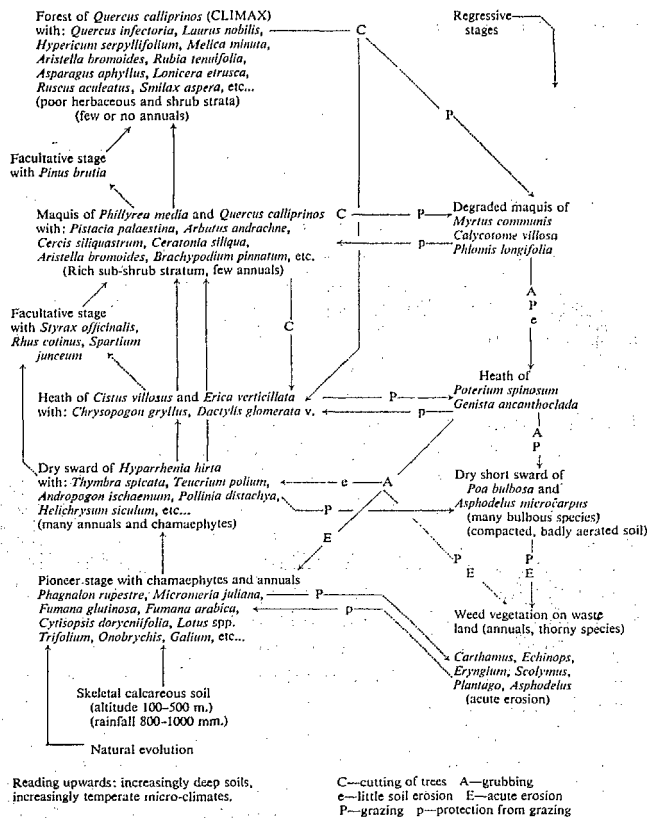 Forest of Quercus calliprinos (CLIMAX)
with: Quercus infectoria, Laurus nobilis,
Hypericum serpyllifolium, Melica minuta,
Aristella bromoides, Rubia tenuifolia,
Asparagus aphyllus, Lonicera etrusca,
Ruscus aculeatus, Smilax aspera, etc...
(poor herbaceous and shrub strata)
(few or no annuals)
C
Regressive
stages
P
Facultative stage
with Pinus brutia
Maquis of Phillyrea media and Quercus calliprinos
with: Pistacia palaestina, Arbutus andrachne,
Cercis siliquastrum, Ceratonia siliqua,
Aristella bromoides, Brachypodium pinnatum, etc.
(Rich sub-shrub stratum, few annuals)
C
P
p
Degraded maquis of
Myrtus communis
Calycotome villosa
Phlomis longifolia
A
P
e
Facultative stage
with Styrax officinalis,
Rhus cotinus, Spartium
junceum
C
Heath of Cistus villosus and Erica verticillata
with: Chrysopogon gryllus, Dactylis glomerata v.
P
p
Heath of
Poterium spinosum
Genista ancanthoclada
A
P
Dry sward of Hyparrhenia hirta
with: Thymbra spicata, Teucrium polium,
Andropogon ischaemum, Pollinia distachya,
Helichrysum siculum, etc...
(many annuals and chamaephytes)
e
A
P
E
Dry short sward of
Poa bulbosa and
Asphodelus microcarpus
(many bulbous species)
(compacted, badly aerated soil)
P
E
P
E
Pioneer stage with chamaephytes and annuals
Phagnalon rupestre, Micromeria juliana,
Fumana glutinosa, Fumana arabica,
Cytisopsis dorycniifolia, Lotus spp.
Trifolium, Onobrychis, Galium, etc...
P
p
Weed vegetation on waste
land (annuals, thorny species)
Carthamus, Echinops,
Eryngium, Scolymus,
Plantago, Asphodelus
(acute erosion)
Skeletal calcareous soil
(altitude 100-500 m.)
(rainfall 800-1000 mm.)
Natural evolution
Reading upwards: increasingly deep soils,
increasingly temperate micro-climates.
C—cutting of trees A—grubbing
e—little soil erosion E—acute erosion
P—grazing p—protection from grazing